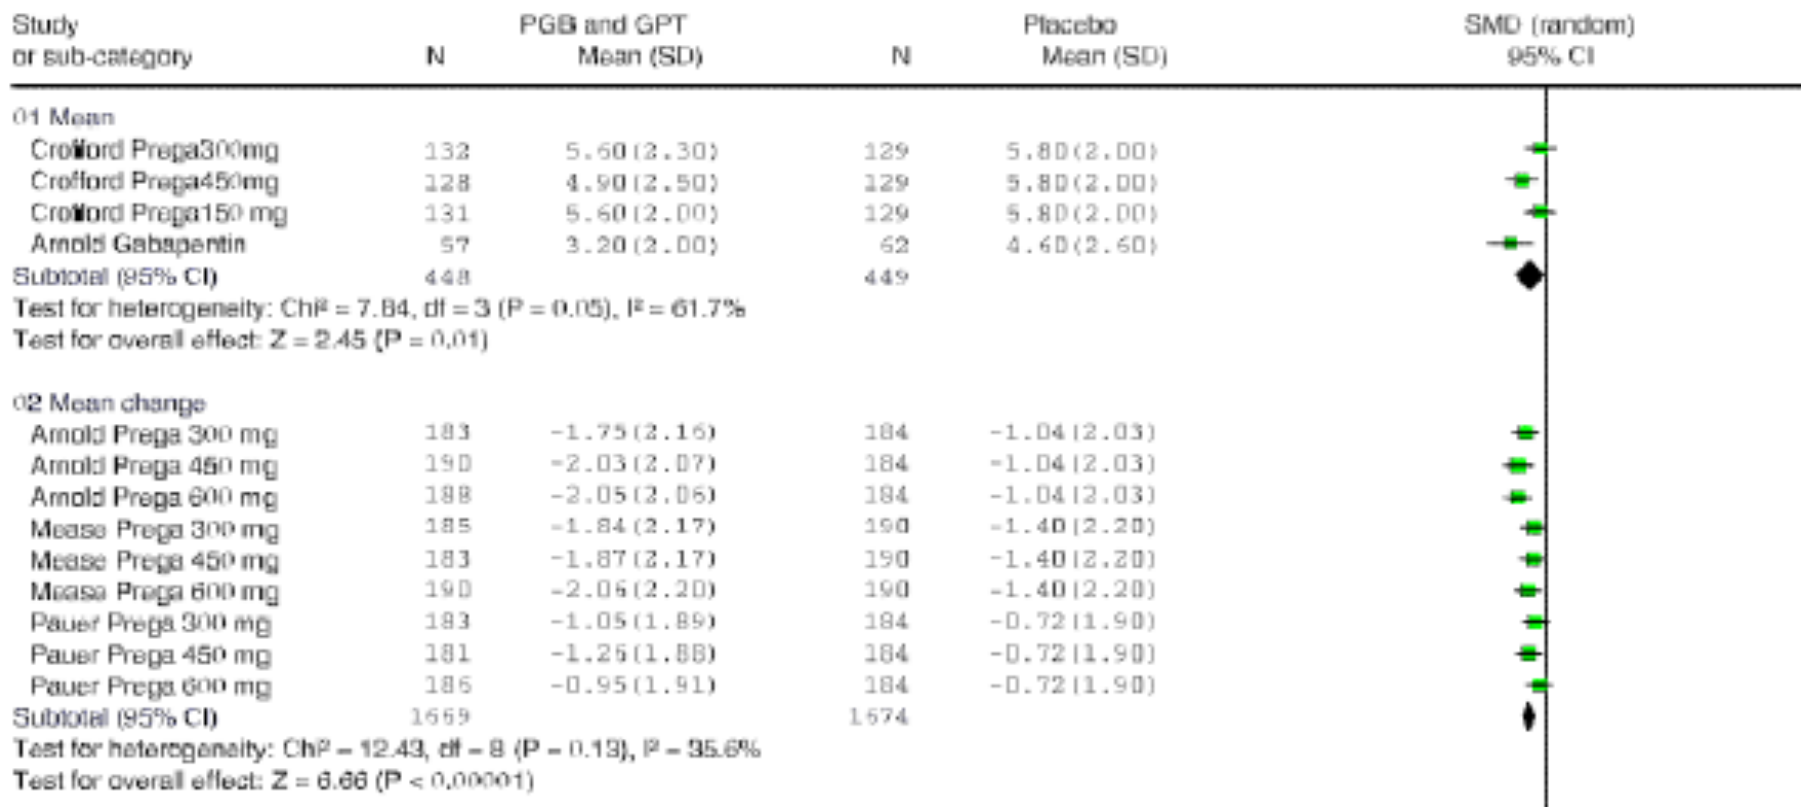 Study PGB and GPT Placebo SMD (random)
or sub-category N Mean (SD) N Mean (SD) 95% CI
01 Mean
Crofford Prega300mg 132 5.60(2.30) 129 5.80(2.00)
Crofford Prega450mg 128 4.90(2.50) 129 5.80(2.00)
Crofford Prega150 mg 131 5.60(2.00) 129 5.80(2.00)
Arnold Gabapentin 57 3.20(2.00) 62 4.60(2.60)
Subtotal (95% CI) 448 449
Test for heterogeneity: Chi² = 7.84, df = 3 (P = 0.05), I² = 61.7%
Test for overall effect: Z = 2.45 (P = 0.01)
02 Mean change
Arnold Prega 300 mg 183 -1.75(2.16) 184 -1.04(2.03)
Arnold Prega 450 mg 190 -2.03(2.07) 184 -1.04(2.03)
Arnold Prega 600 mg 188 -2.05(2.06) 184 -1.04(2.03)
Mease Prega 300 mg 185 -1.84(2.17) 190 -1.40(2.20)
Mease Prega 450 mg 183 -1.87(2.17) 190 -1.40(2.20)
Mease Prega 600 mg 190 -2.06(2.20) 190 -1.40(2.20)
Pauer Prega 300 mg 183 -1.05(1.89) 184 -0.72(1.90)
Pauer Prega 450 mg 181 -1.26(1.88) 184 -0.72(1.90)
Pauer Prega 600 mg 186 -0.95(1.91) 184 -0.72(1.90)
Subtotal (95% CI) 1669 1674
Test for heterogeneity: Chi² = 12.43, df = 8 (P = 0.13), I² = 35.6%
Test for overall effect: Z = 6.66 (P < 0.00001)